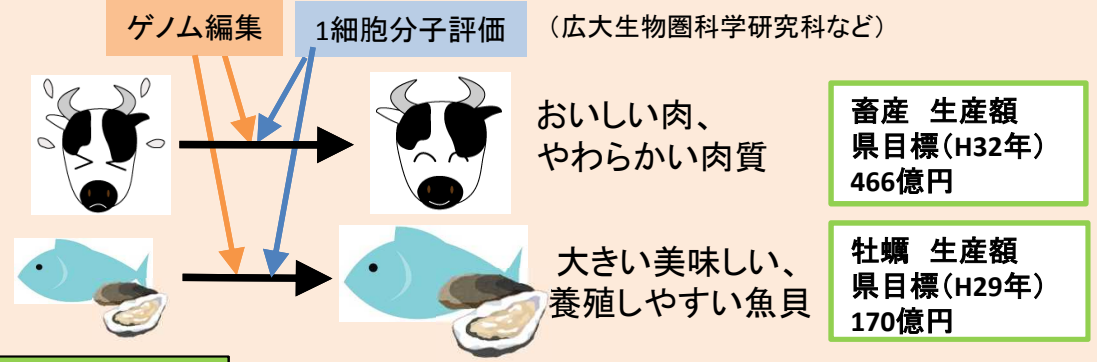 ゲノム編集
1細胞分子評価
（広大生物圏科学研究科など）
おいしい肉、
やわらかい肉質
畜産　生産額
県目標（H32年）
466億円
大きい美味しい、
養殖しやすい魚貝
牡蠣　生産額
県目標（H29年）
170億円